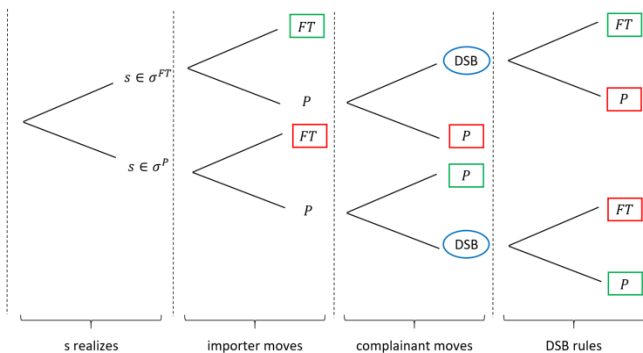 FT
FT
s ∈ σ^{FT}
DSB
P
P
FT
P
s ∈ σ^{P}
P
P
FT
DSB
P
s realizes
importer moves
complainant moves
DSB rules